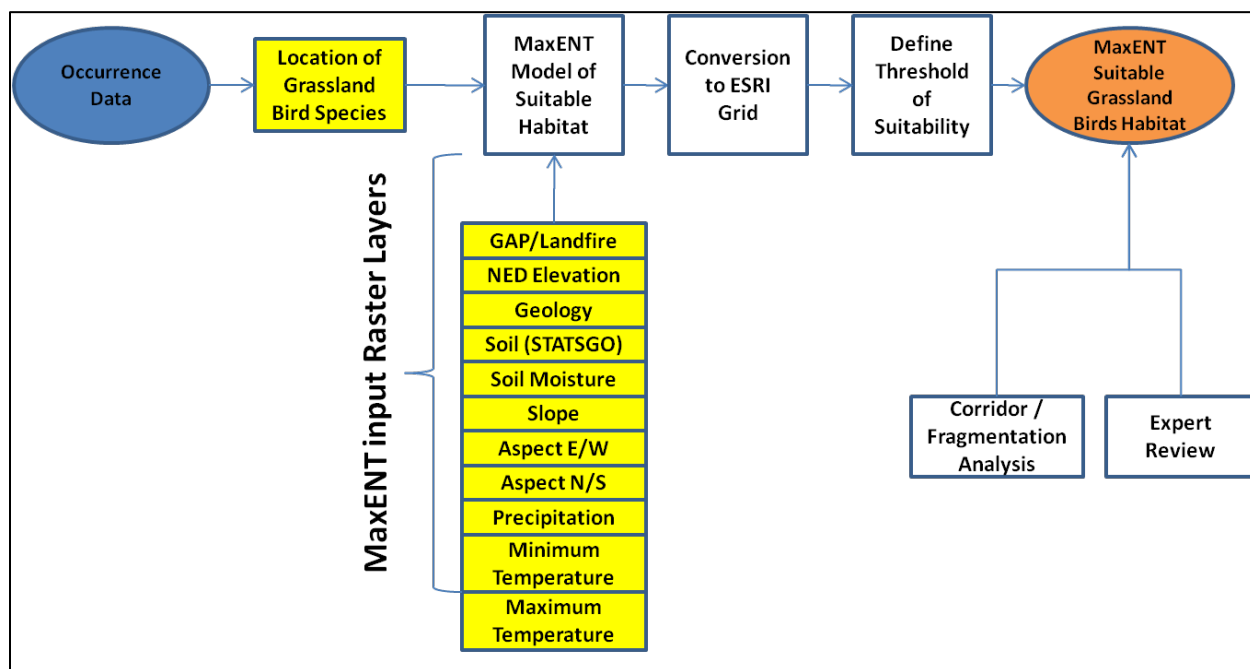 Occurrence
Data
Location of
Grassland
Bird Species
MaxENT
Model of
Suitable
Habitat
Conversion
to ESRI
Grid
Define
Threshold
of
Suitability
MaxENT
Suitable
Grassland
Birds Habitat
MaxENT input Raster Layers
GAP/Landfire
NED Elevation
Geology
Soil (STATSGO)
Soil Moisture
Slope
Aspect E/W
Aspect N/S
Precipitation
Minimum
Temperature
Maximum
Temperature
Corridor /
Fragmentation
Analysis
Expert
Review